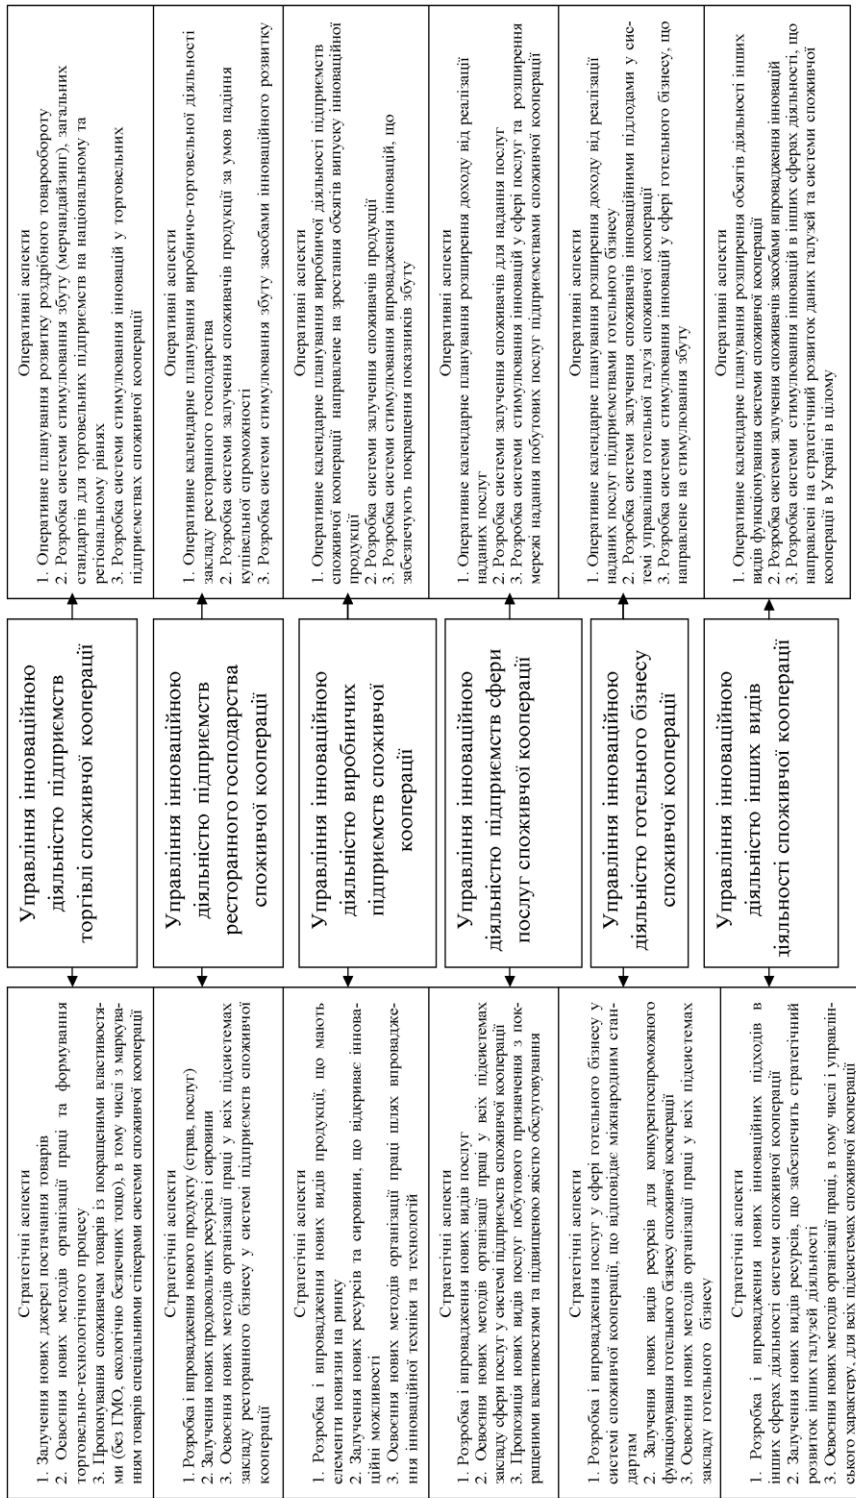 Стратегічні аспекти
1. Залучення нових джерел постачання товарів
2. Освоєння нових методів організації праці та формування
торговельно-технологічного процесу
3. Пропонування споживачам товарів із покращеними властивостя-
ми (без ГМО, екологічно безпечних тощо), в тому числі з маркува-
нням товарів спеціальними стікерами системи споживчої кооперації
Управління інноваційною
діяльністю підприємств
торгівлі споживчої кооперації
Оперативні аспекти
1. Оперативне планування розвитку роздрібного товарообороту
2. Розробка системи стимулювання збуту (мерчандайзинг), загальних
стандартів для торговельних підприємств на національному та
регіональному рівнях
3. Розробка системи стимулювання інновацій у торговельних
підприємствах споживчої кооперації
Стратегічні аспекти
1. Розробка і впровадження нового продукту (страв, послуг)
2. Залучення нових продовольчих ресурсів і сировини
3. Освоєння нових методів організації праці у всіх підсистемах
закладу ресторанного бізнесу у системі підприємств споживчої
кооперації
Управління інноваційною
діяльністю підприємств
ресторанного господарства
споживчої кооперації
Оперативні аспекти
1. Оперативне календарне планування виробничо-торговельної діяльності
закладу ресторанного господарства
2. Розробка системи залучення споживачів продукції за умов падіння
купівельної спроможності
3. Розробка системи стимулювання збуту засобами інноваційного розвитку
Стратегічні аспекти
1. Розробка і впровадження нових видів продукції, що мають
елементи новизни на ринку
2. Залучення нових ресурсів та сировини, що відкриває іннова-
ційні можливості
3. Освоєння нових методів організації праці шлях впроваджен-
ня інноваційної техніки та технологій
Управління інноваційною
діяльністю виробничих
підприємств споживчої
кооперації
Оперативні аспекти
1. Оперативне календарне планування виробничої діяльності підприємств
споживчої кооперації направлене на зростання обсягів випуску інноваційної
продукції
2. Розробка системи залучення споживачів продукції
3. Розробка системи стимулювання впровадження інновацій, що
забезпечують покращення показників збуту
Стратегічні аспекти
1. Розробка і впровадження нових видів послуг
2. Освоєння нових методів організації праці у всіх підсистемах
закладу сфери послуг у системі підприємств споживчої кооперації
3. Пропозиція нових видів послуг побутового призначення з пок-
ращеними властивостями та підвищеною якістю обслуговування
Управління інноваційною
діяльністю підприємств сфери
послуг споживчої кооперації
Оперативні аспекти
1. Оперативне календарне планування розширення доходу від реалізації
наданих послуг
2. Розробка системи залучення споживачів для надання послуг
3. Розробка системи стимулювання інновацій у сфері послуг та розширення
мережі надання побутових послуг підприємствами споживчої кооперації
Стратегічні аспекти
1. Розробка і впровадження послуг у сфері готельного бізнесу у
системі споживчої кооперації, що відповідає міжнародним стан-
дартам
2. Залучення нових видів ресурсів для конкурентоспроможного
функціонування готельного бізнесу споживчої кооперації
3. Освоєння нових методів організації праці у всіх підсистемах
закладу готельного бізнесу
Управління інноваційною
діяльністю готельного бізнесу
споживчої кооперації
Оперативні аспекти
1. Оперативне календарне планування розширення доходу від реалізації
наданих послуг підприємствами готельного бізнесу
2. Розробка системи залучення споживачів інноваційними підходами у сис-
темі управління готельної галузі споживчої кооперації
3. Розробка системи стимулювання інновацій у сфері готельного бізнесу, що
направлене на стимулювання збуту
Стратегічні аспекти
1. Розробка і впровадження нових інноваційних підходів в
інших сферах діяльності системи споживчої кооперації
2. Залучення нових видів ресурсів, що забезпечить стратегічний
розвиток інших галузей діяльності
3. Освоєння нових методів організації праці, в тому числі і управлін-
ського характеру, для всіх підсистемах споживчої кооперації
Управління інноваційною
діяльністю інших видів
діяльності споживчої кооперації
Оперативні аспекти
1. Оперативне календарне планування розширення обсягів діяльності інших
видів функціонування системи споживчої кооперації
2. Розробка системи залучення споживачів засобами впровадження інновацій
3. Розробка системи стимулювання інновацій в інших сферах діяльності, що
направлені на стратегічний розвиток даних галузей та системи споживчої
кооперації в Україні в цілому